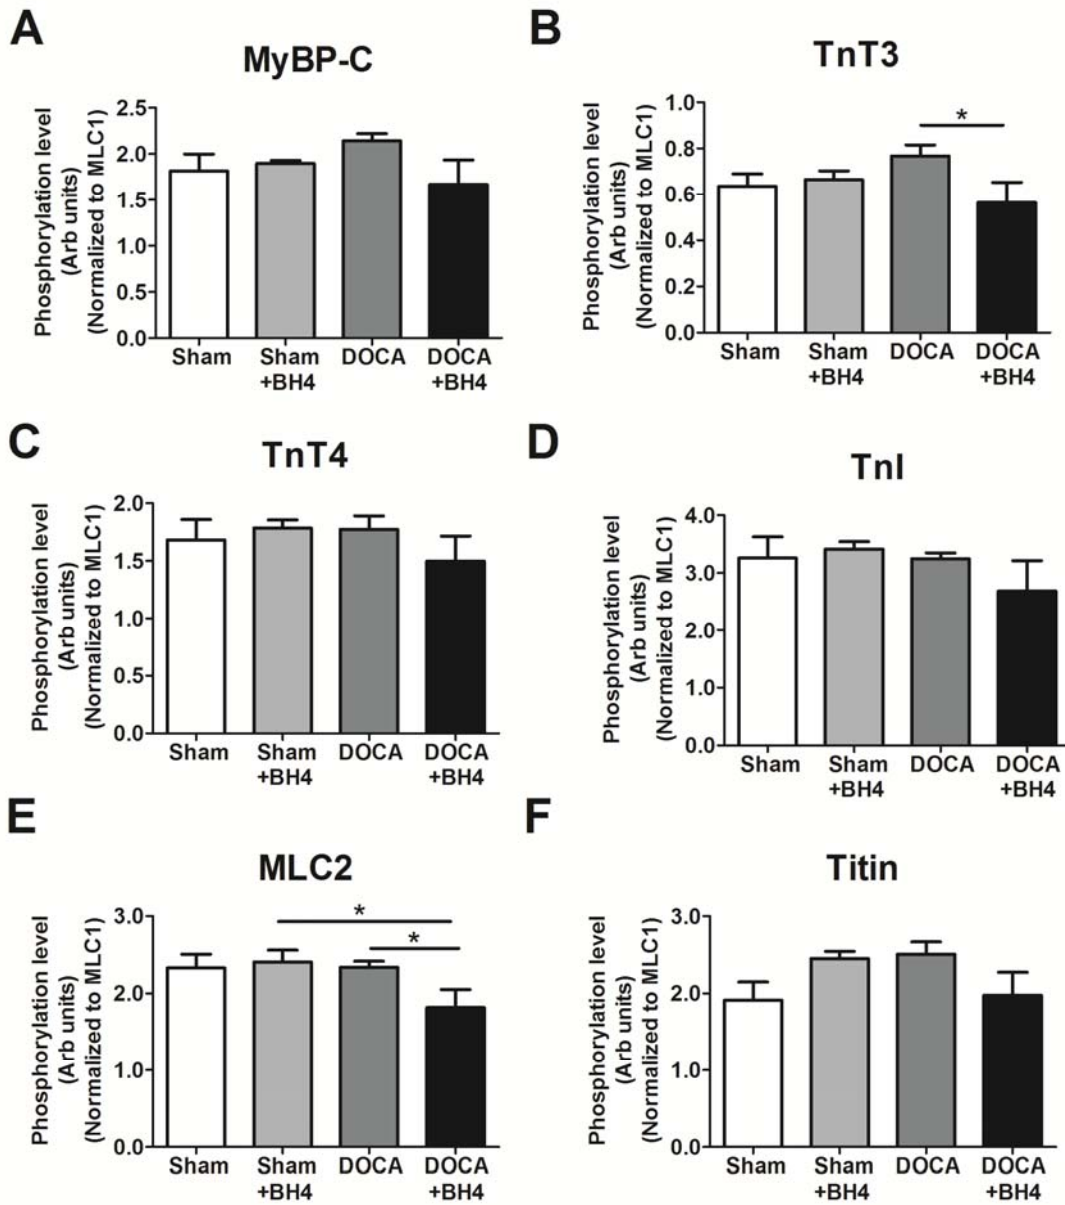 A
MyBP-C
Phosphorylation level
(Arb units)
(Normalized to MLC1)
2.5
2.0
1.5
1.0
0.5
0.0
Sham
Sham
+BH4
DOCA
DOCA
+BH4
B
TnT3
Phosphorylation level
(Arb units)
(Normalized to MLC1)
1.0
0.8
0.6
0.4
0.2
0.0
*
Sham
Sham
+BH4
DOCA
DOCA
+BH4
C
TnT4
Phosphorylation level
(Arb units)
(Normalized to MLC1)
2.0
1.5
1.0
0.5
0.0
Sham
Sham
+BH4
DOCA
DOCA
+BH4
D
TnI
Phosphorylation level
(Arb units)
(Normalized to MLC1)
4.0
3.0
2.0
1.0
0.0
Sham
Sham
+BH4
DOCA
DOCA
+BH4
E
MLC2
Phosphorylation level
(Arb units)
(Normalized to MLC1)
3.0
2.0
1.0
0.0
*
*
Sham
Sham
+BH4
DOCA
DOCA
+BH4
F
Titin
Phosphorylation level
(Arb units)
(Normalized to MLC1)
3.0
2.0
1.0
0.0
Sham
Sham
+BH4
DOCA
DOCA
+BH4